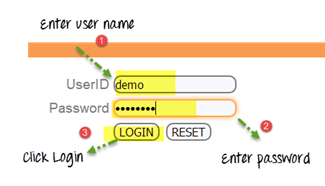 Enter user name
1
UserID demo
Password ••••••••
3 LOGIN RESET 2
Click Login Enter password